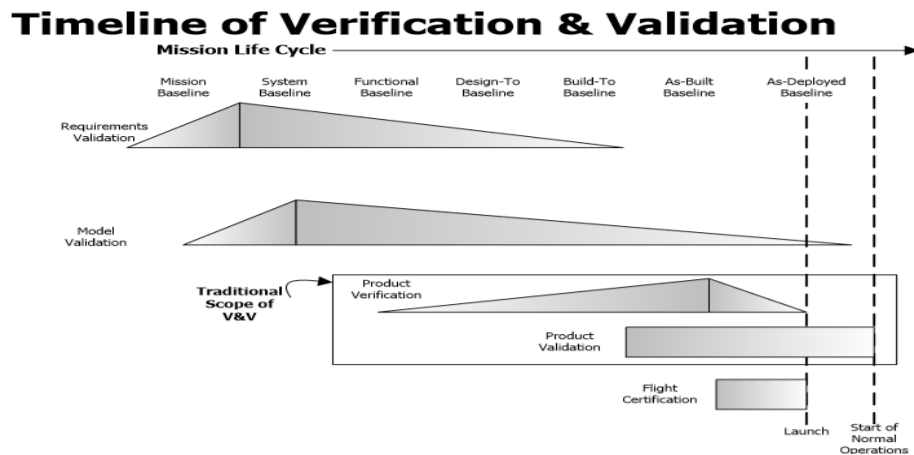 Timeline of Verification & Validation
Mission Life Cycle
Mission
Baseline
System
Baseline
Functional
Baseline
Design-To
Baseline
Build-To
Baseline
As-Built
Baseline
As-Deployed
Baseline
Requirements
Validation
Model
Validation
Traditional
Scope of
V&V
Product
Verification
Product
Validation
Flight
Certification
Launch
Start of
Normal
Operations